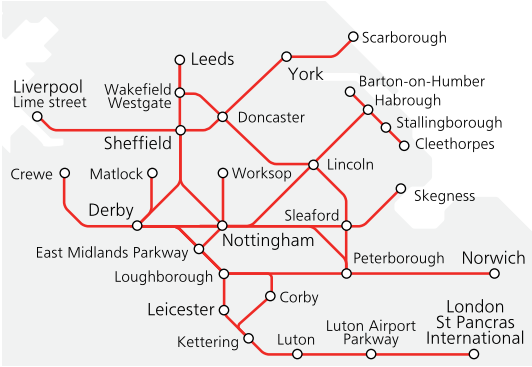 Scarborough
Leeds
York
Liverpool
Lime street
Wakefield
Westgate
Barton-on-Humber
Habrough
Doncaster
Stallingborough
Sheffield
Cleethorpes
Crewe
Matlock
Worksop
Lincoln
Skegness
Derby
Sleaford
Nottingham
East Midlands Parkway
Peterborough
Norwich
Loughborough
Corby
Leicester
London
St Pancras
International
Luton Airport
Parkway
Kettering
Luton